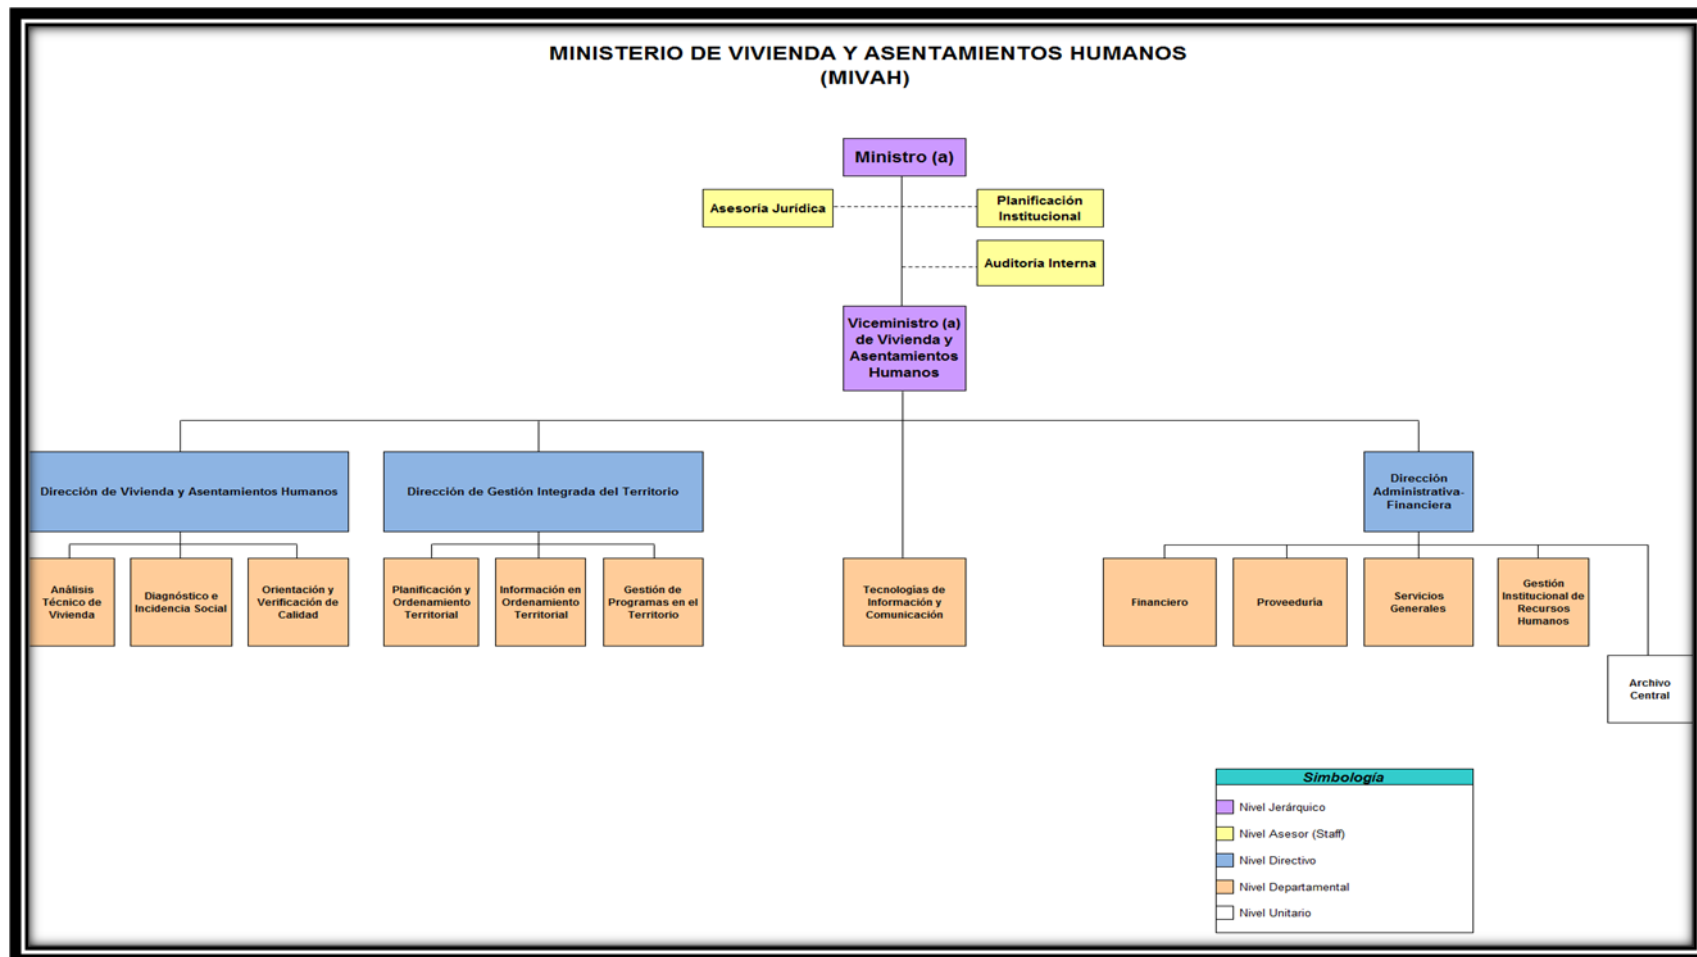 MINISTERIO DE VIVIENDA Y ASENTAMIENTOS HUMANOS
(MIVAH)
Ministro (a)
Asesoría Jurídica
Planificación
Institucional
Auditoría Interna
Viceministro (a)
de Vivienda y
Asentamientos
Humanos
Dirección de Vivienda y Asentamientos Humanos
Dirección de Gestión Integrada del Territorio
Dirección
Administrativa-
Financiera
Análisis
Técnico de
Vivienda
Diagnóstico e
Incidencia Social
Orientación y
Verificación de
Calidad
Planificación y
Ordenamiento
Territorial
Información en
Ordenamiento
Territorial
Gestión de
Programas en el
Territorio
Tecnologías de
Información y
Comunicación
Financiero
Proveeduría
Servicios
Generales
Gestión
Institucional de
Recursos
Humanos
Archivo
Central
Simbología
Nivel Jerárquico
Nivel Asesor (Staff)
Nivel Directivo
Nivel Departamental
Nivel Unitario